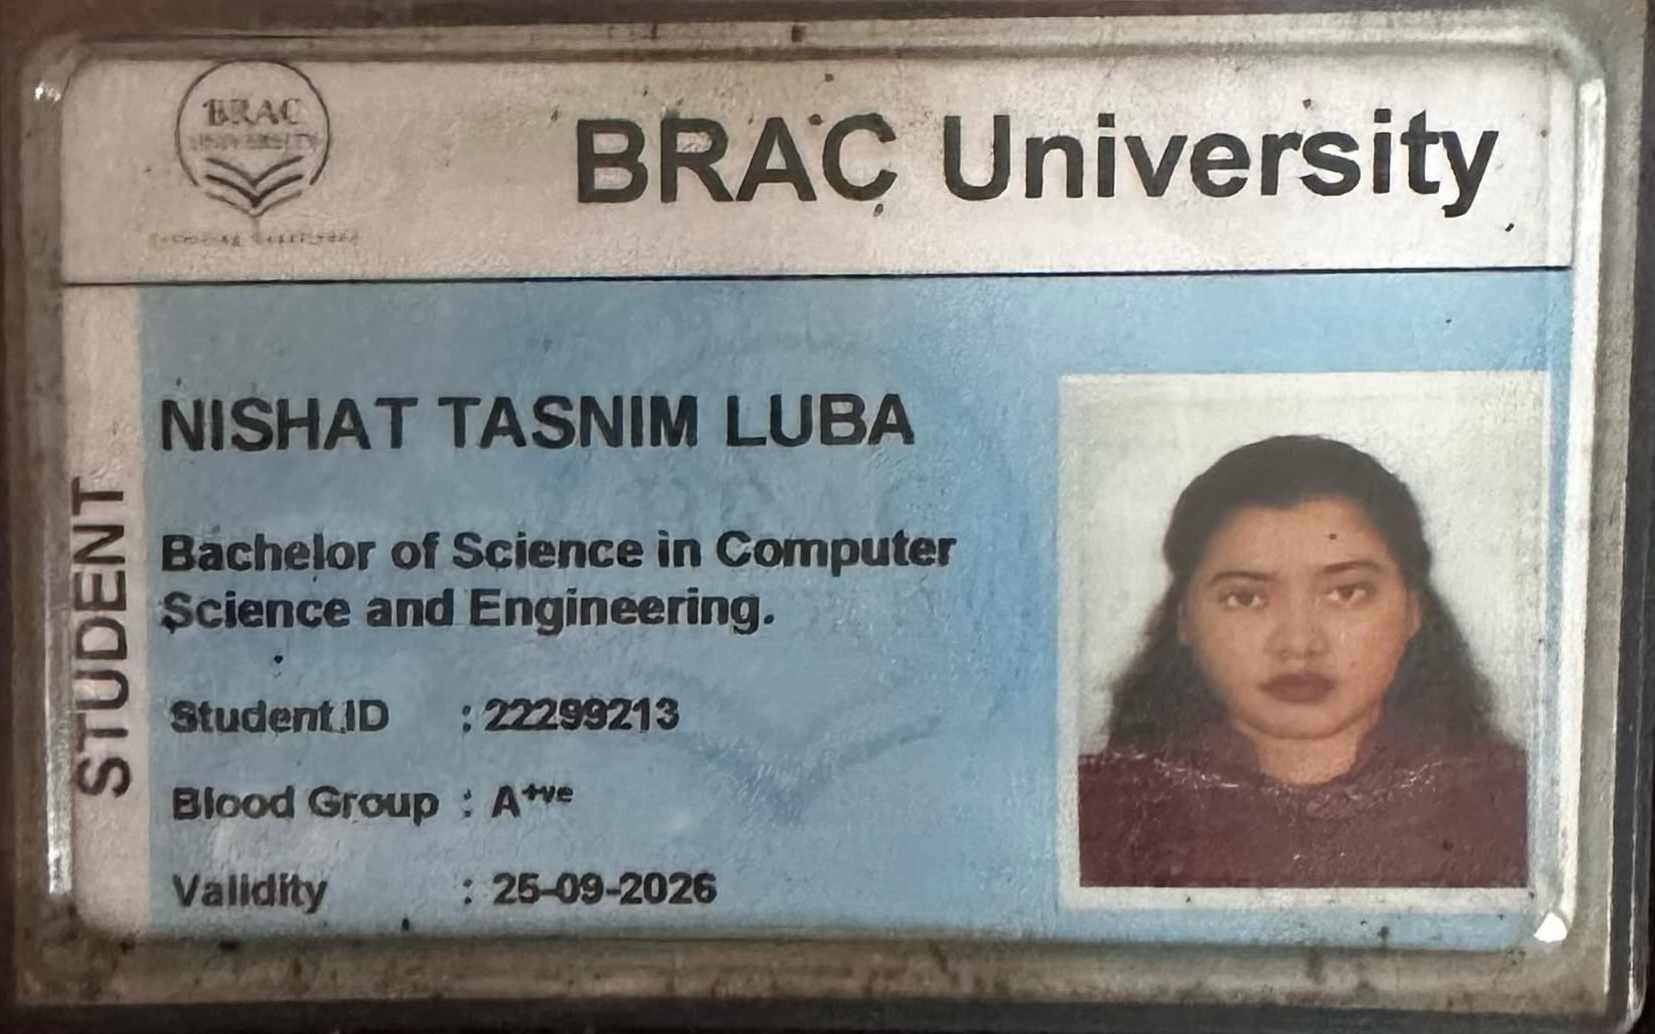 BRAC
UNIVERSITY
BRAC University
STUDENT
NISHAT TASNIM LUBA
Bachelor of Science in Computer
Science and Engineering.
Student ID : 22299213
Blood Group : A+ve
Validity : 25-09-2026